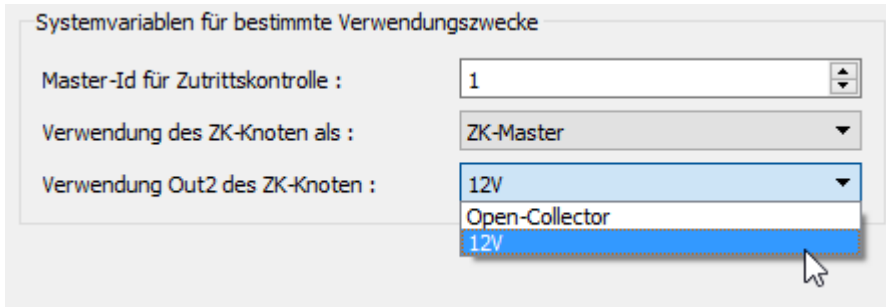 Systemvariablen für bestimmte Verwendungszwecke
Master-Id für Zutrittskontrolle : 1
Verwendung des ZK-Knoten als : ZK-Master
Verwendung Out2 des ZK-Knoten : 12V
Open-Collector
12V